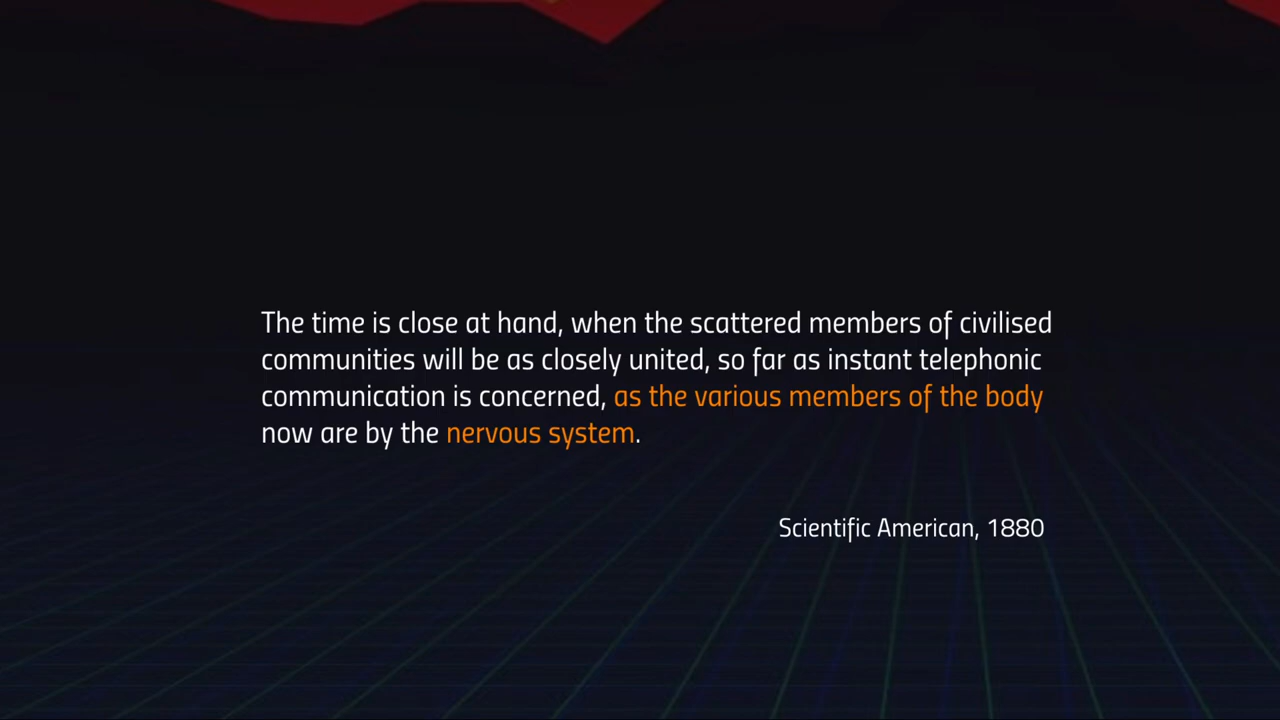 The time is close at hand, when the scattered members of civilised
communities will be as closely united, so far as instant telephonic
communication is concerned, as the various members of the body
now are by the nervous system.
Scientific American, 1880